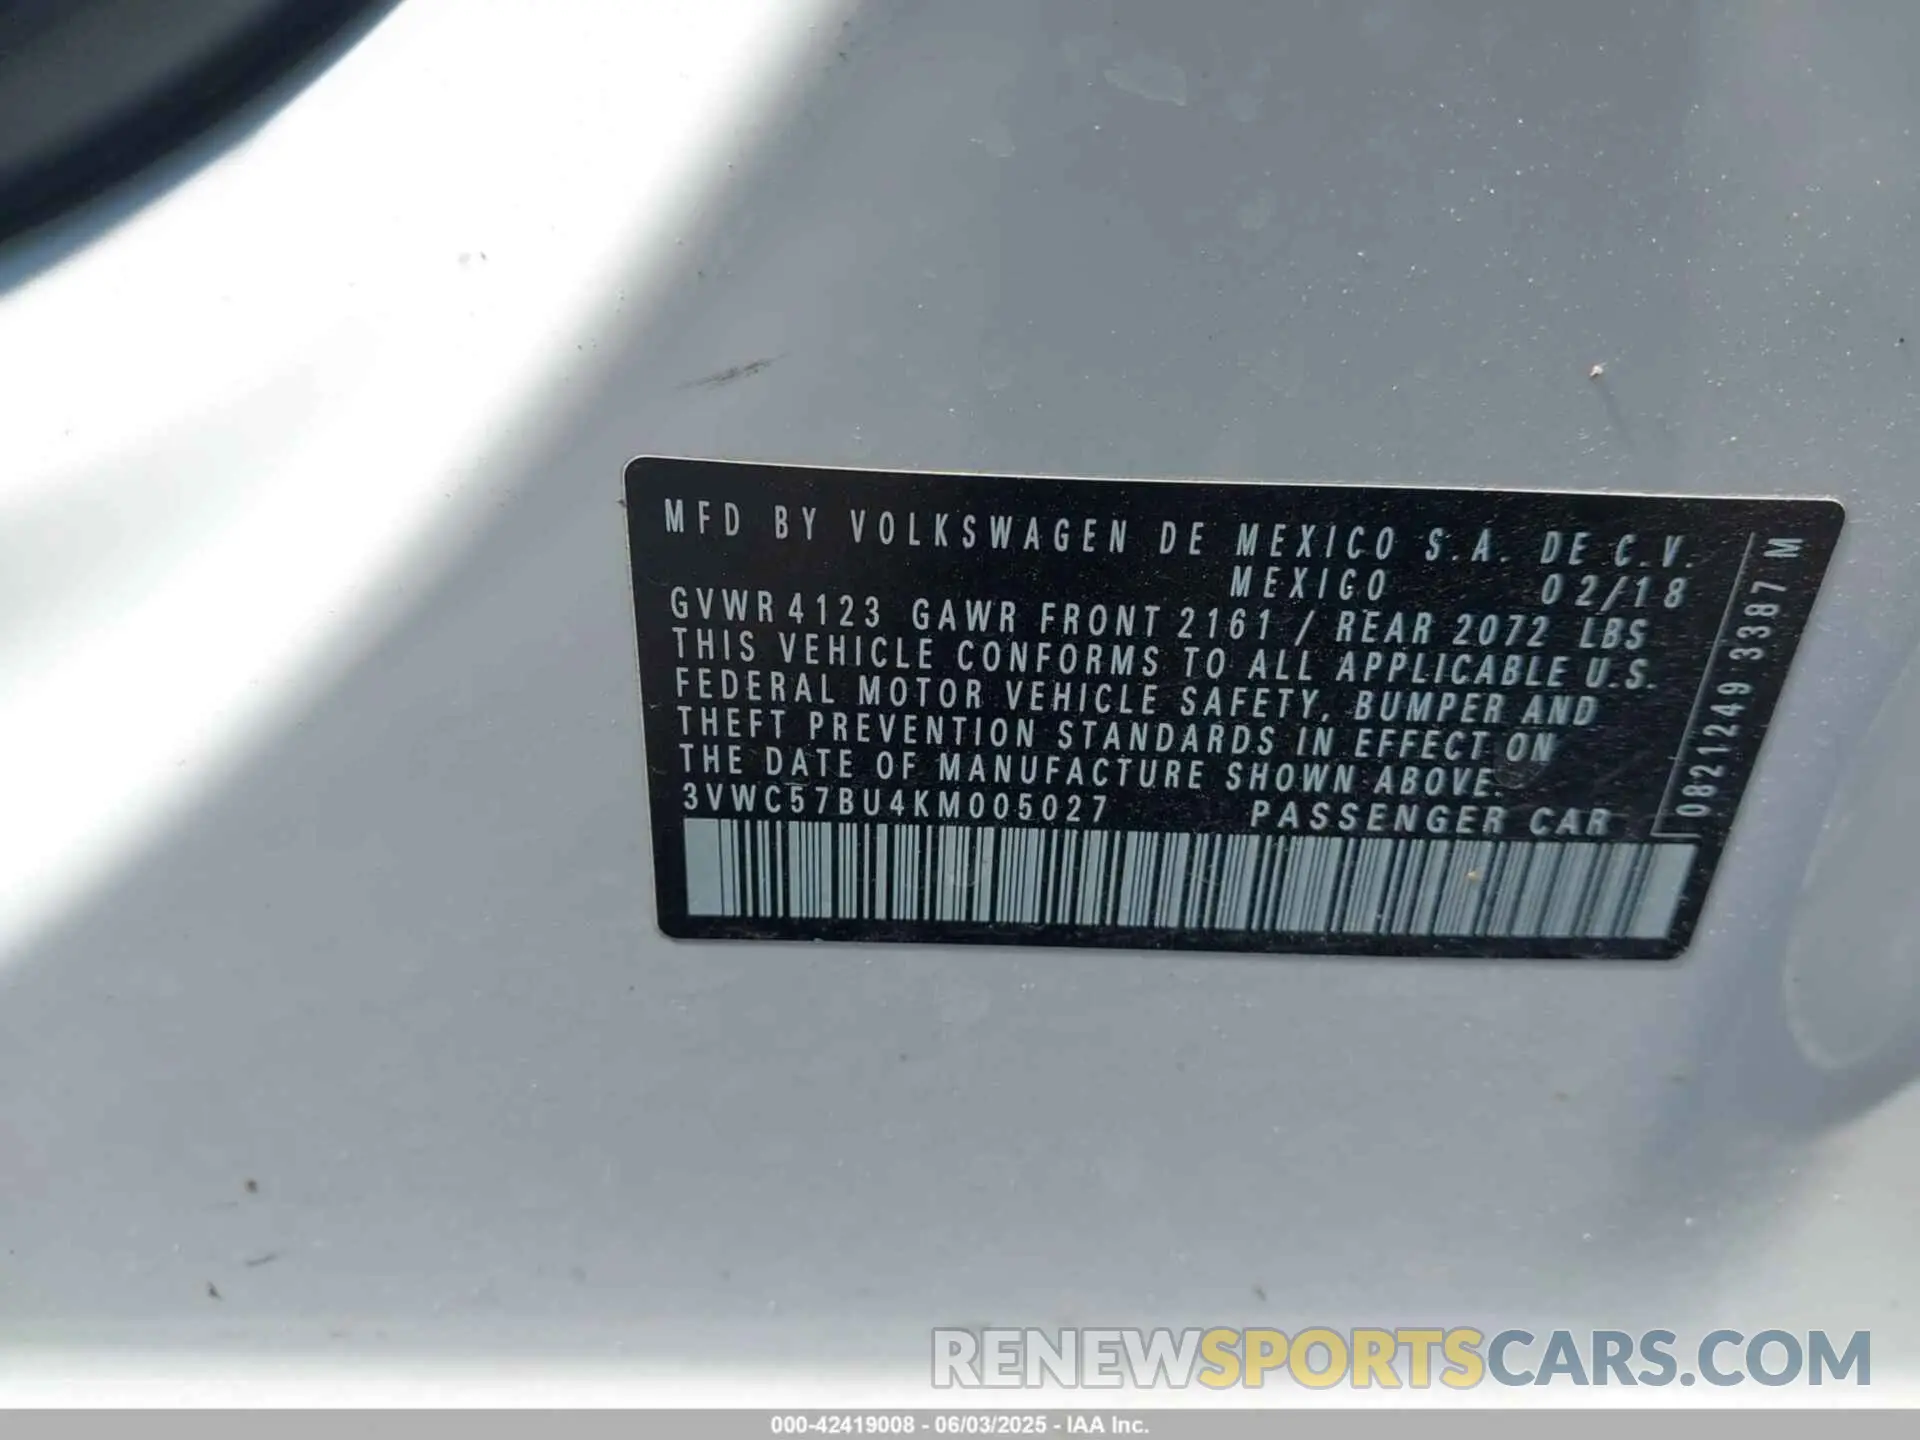 MFD BY VOLKSWAGEN DE MEXICO S.A. DE C.V.
MEXICO 02/18
GVWR 4123 GAWR FRONT 2161 / REAR 2072 LBS
THIS VEHICLE CONFORMS TO ALL APPLICABLE U.S.
FEDERAL MOTOR VEHICLE SAFETY, BUMPER AND
THEFT PREVENTION STANDARDS IN EFFECT ON
THE DATE OF MANUFACTURE SHOWN ABOVE.
3VWC57BU4KM005027 PASSENGER CAR
0821249 3387 M
RENEWSPORTSCARS.COM
000-42419008 - 06/03/2025 - IAA Inc.